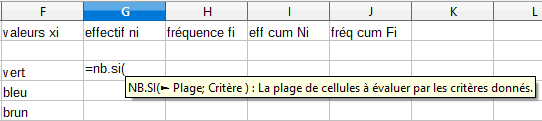 F G H I J K L
valeurs xi effectif ni fréquence fi eff cum Ni fréq cum Fi
vert =nb.si(
NB.SI(► Plage; Critère ) : La plage de cellules à évaluer par les critères donnés.
bleu
brun